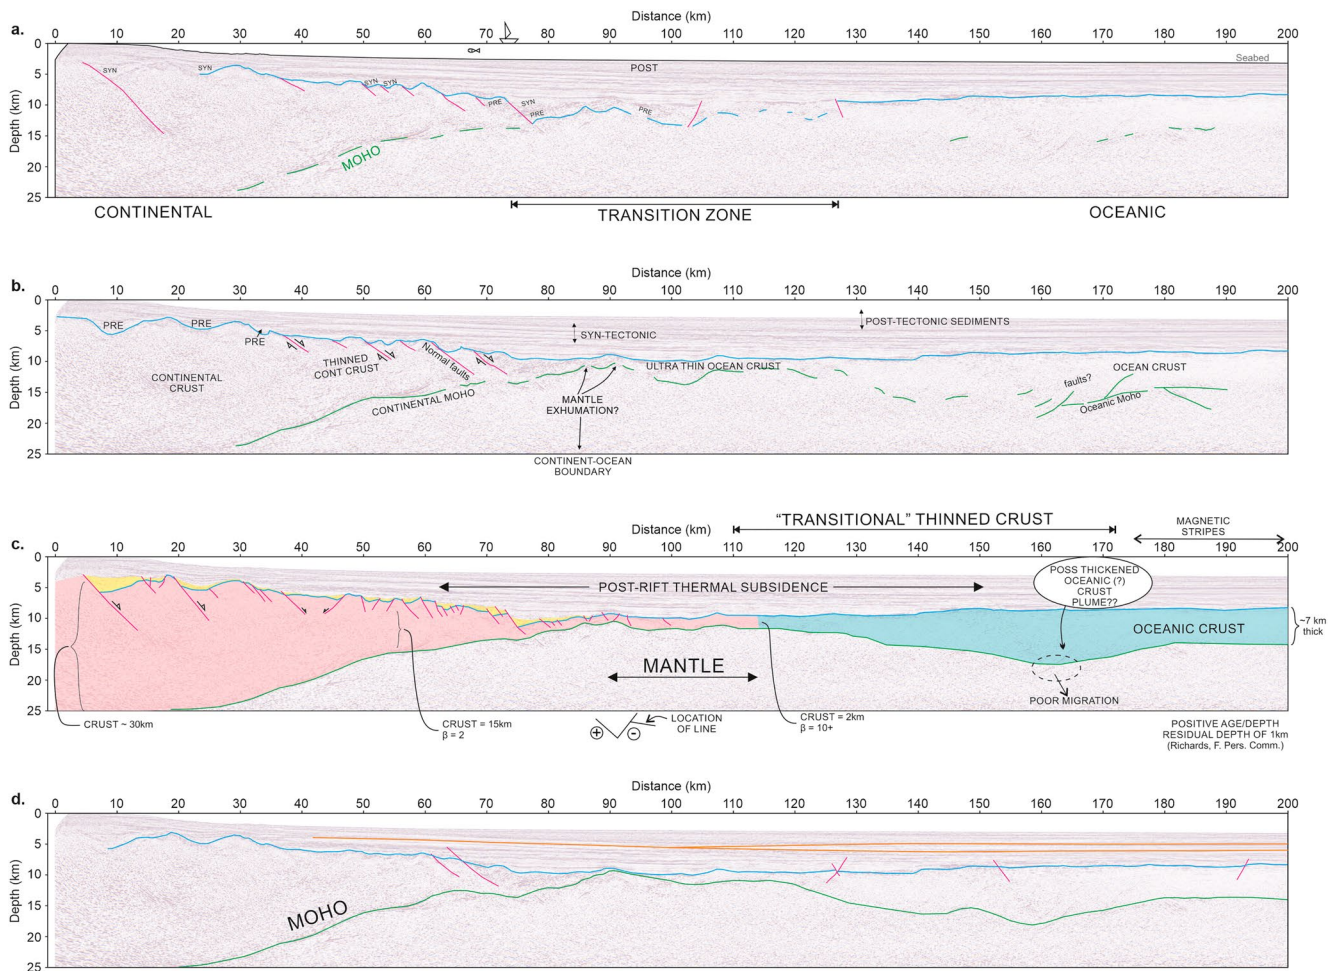 a.
Distance (km)
0 10 20 30 40 50 60 70 80 90 100 110 120 130 140 150 160 170 180 190 200
Depth (km)
0
5
10
15
20
25
Seabed
POST
SYN
SYN
SYN
SYN
PRE
SYN
PRE
PRE
MOHO
CONTINENTAL
TRANSITION ZONE
OCEANIC
b.
Distance (km)
0 10 20 30 40 50 60 70 80 90 100 110 120 130 140 150 160 170 180 190 200
Depth (km)
0
5
10
15
20
25
PRE
PRE
PRE
SYN-TECTONIC
POST-TECTONIC SEDIMENTS
CONTINENTAL
CRUST
THINNED
CONT CRUST
Normal faults
CONTINENTAL MOHO
ULTRA THIN OCEAN CRUST
MANTLE
EXHUMATION?
CONTINENT-OCEAN
BOUNDARY
OCEAN CRUST
faults?
Oceanic Moho
c.
"TRANSITIONAL" THINNED CRUST
MAGNETIC
STRIPES
Distance (km)
0 10 20 30 40 50 60 70 80 90 100 110 120 130 140 150 160 170 180 190 200
Depth (km)
0
5
10
15
20
25
POST-RIFT THERMAL SUBSIDENCE
POSS THICKENED
OCEANIC (?)
CRUST
PLUME??
OCEANIC CRUST
~7 km
thick
MANTLE
POOR MIGRATION
CRUST ~ 30km
CRUST = 15km
β = 2
+ −
LOCATION
OF LINE
CRUST = 2km
β = 10+
POSITIVE AGE/DEPTH
RESIDUAL DEPTH OF 1km
(Richards, F. Pers. Comm.)
d.
Distance (km)
0 10 20 30 40 50 60 70 80 90 100 110 120 130 140 150 160 170 180 190 200
Depth (km)
0
5
10
15
20
25
MOHO